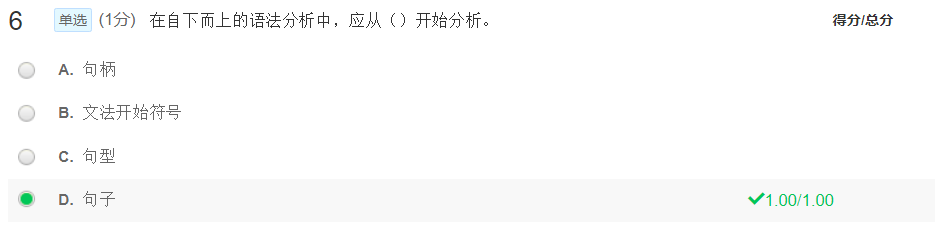 6 单选 (1分) 在自下而上的语法分析中，应从（）开始分析。 得分/总分
A. 句柄
B. 文法开始符号
C. 句型
D. 句子 1.00/1.00